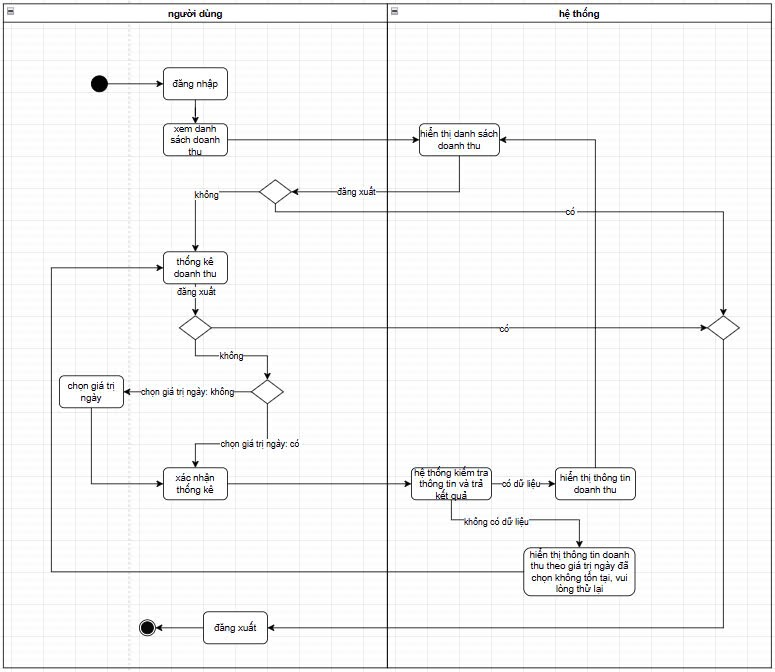 người dùng
hệ thống
đăng nhập
xem danh
sách doanh
thu
hiển thị danh sách
doanh thu
không
đăng xuất
có
thống kê
doanh thu
đăng xuất
có
không
chọn giá trị
ngày
chọn giá trị ngày: không
chọn giá trị ngày: có
xác nhận
thống kê
hệ thống kiểm tra
thông tin và trả
kết quả
có dữ liệu
hiển thị thông tin
doanh thu
không có dữ liệu
hiển thị thông tin doanh
thu theo giá trị ngày đã
chọn không tồn tại, vui
lòng thử lại
đăng xuất